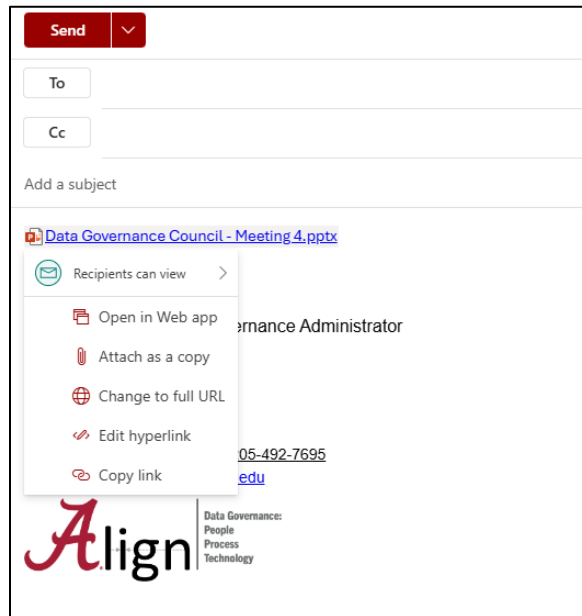 Send
To
Cc
Add a subject
Data Governance Council - Meeting 4.pptx
Recipients can view
Open in Web app
ernance Administrator
Attach as a copy
Change to full URL
Edit hyperlink
05-492-7695
Copy link
edu
Align
Data Governance:
People
Process
Technology